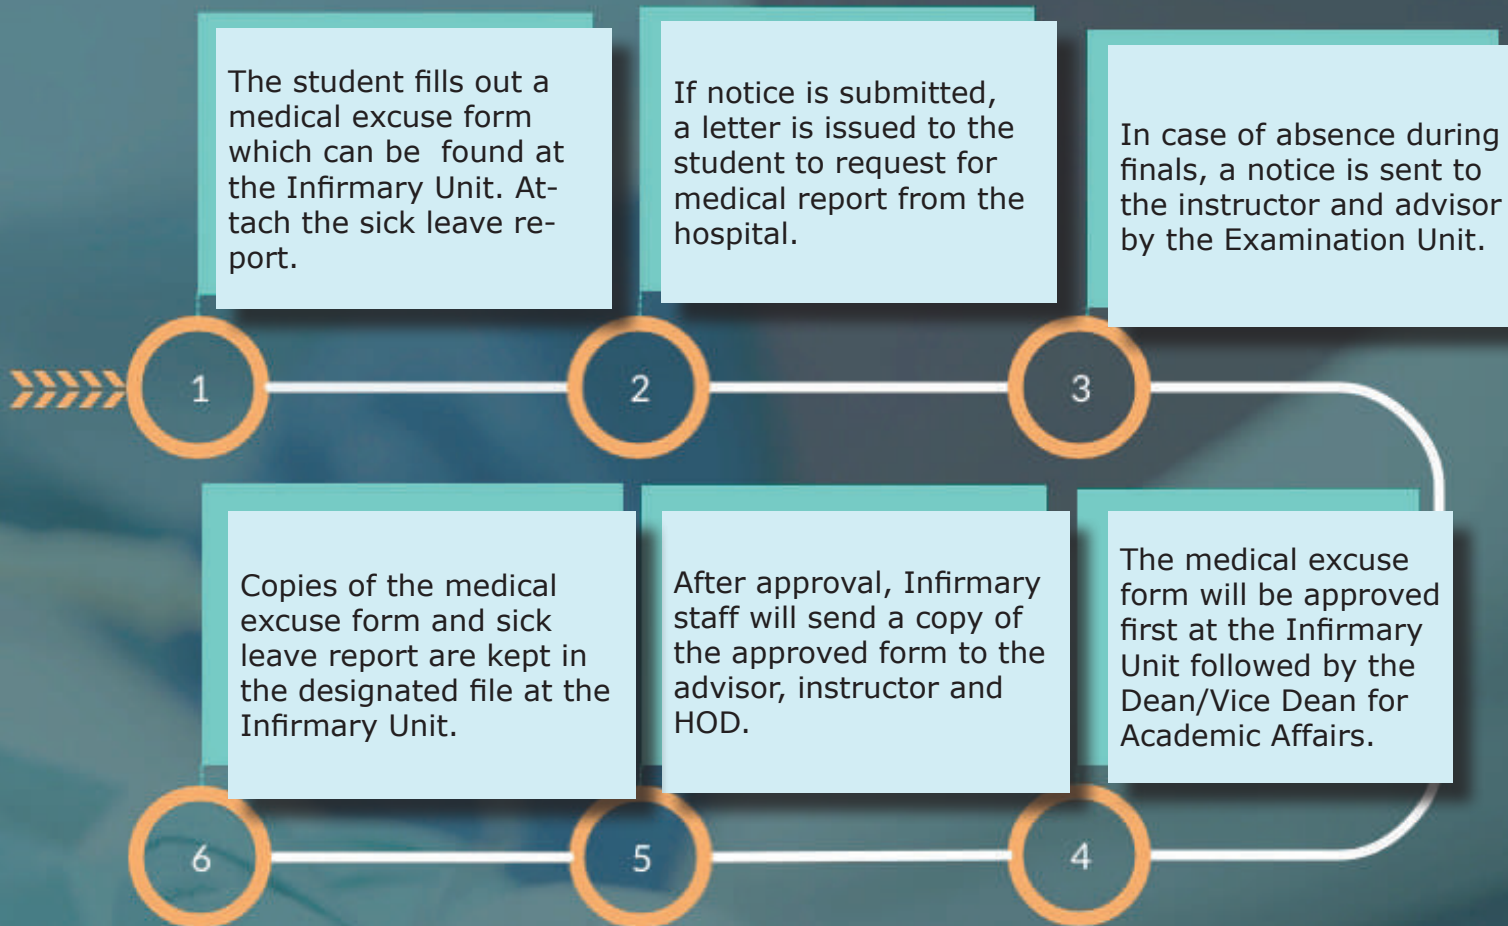 The student fills out a
medical excuse form
which can be found at
the Infirmary Unit. At-
tach the sick leave re-
port.
1
If notice is submitted,
a letter is issued to the
student to request for
medical report from the
hospital.
2
In case of absence during
finals, a notice is sent to
the instructor and advisor
by the Examination Unit.
3
The medical excuse
form will be approved
first at the Infirmary
Unit followed by the
Dean/Vice Dean for
Academic Affairs.
4
After approval, Infirmary
staff will send a copy of
the approved form to the
advisor, instructor and
HOD.
5
Copies of the medical
excuse form and sick
leave report are kept in
the designated file at the
Infirmary Unit.
6